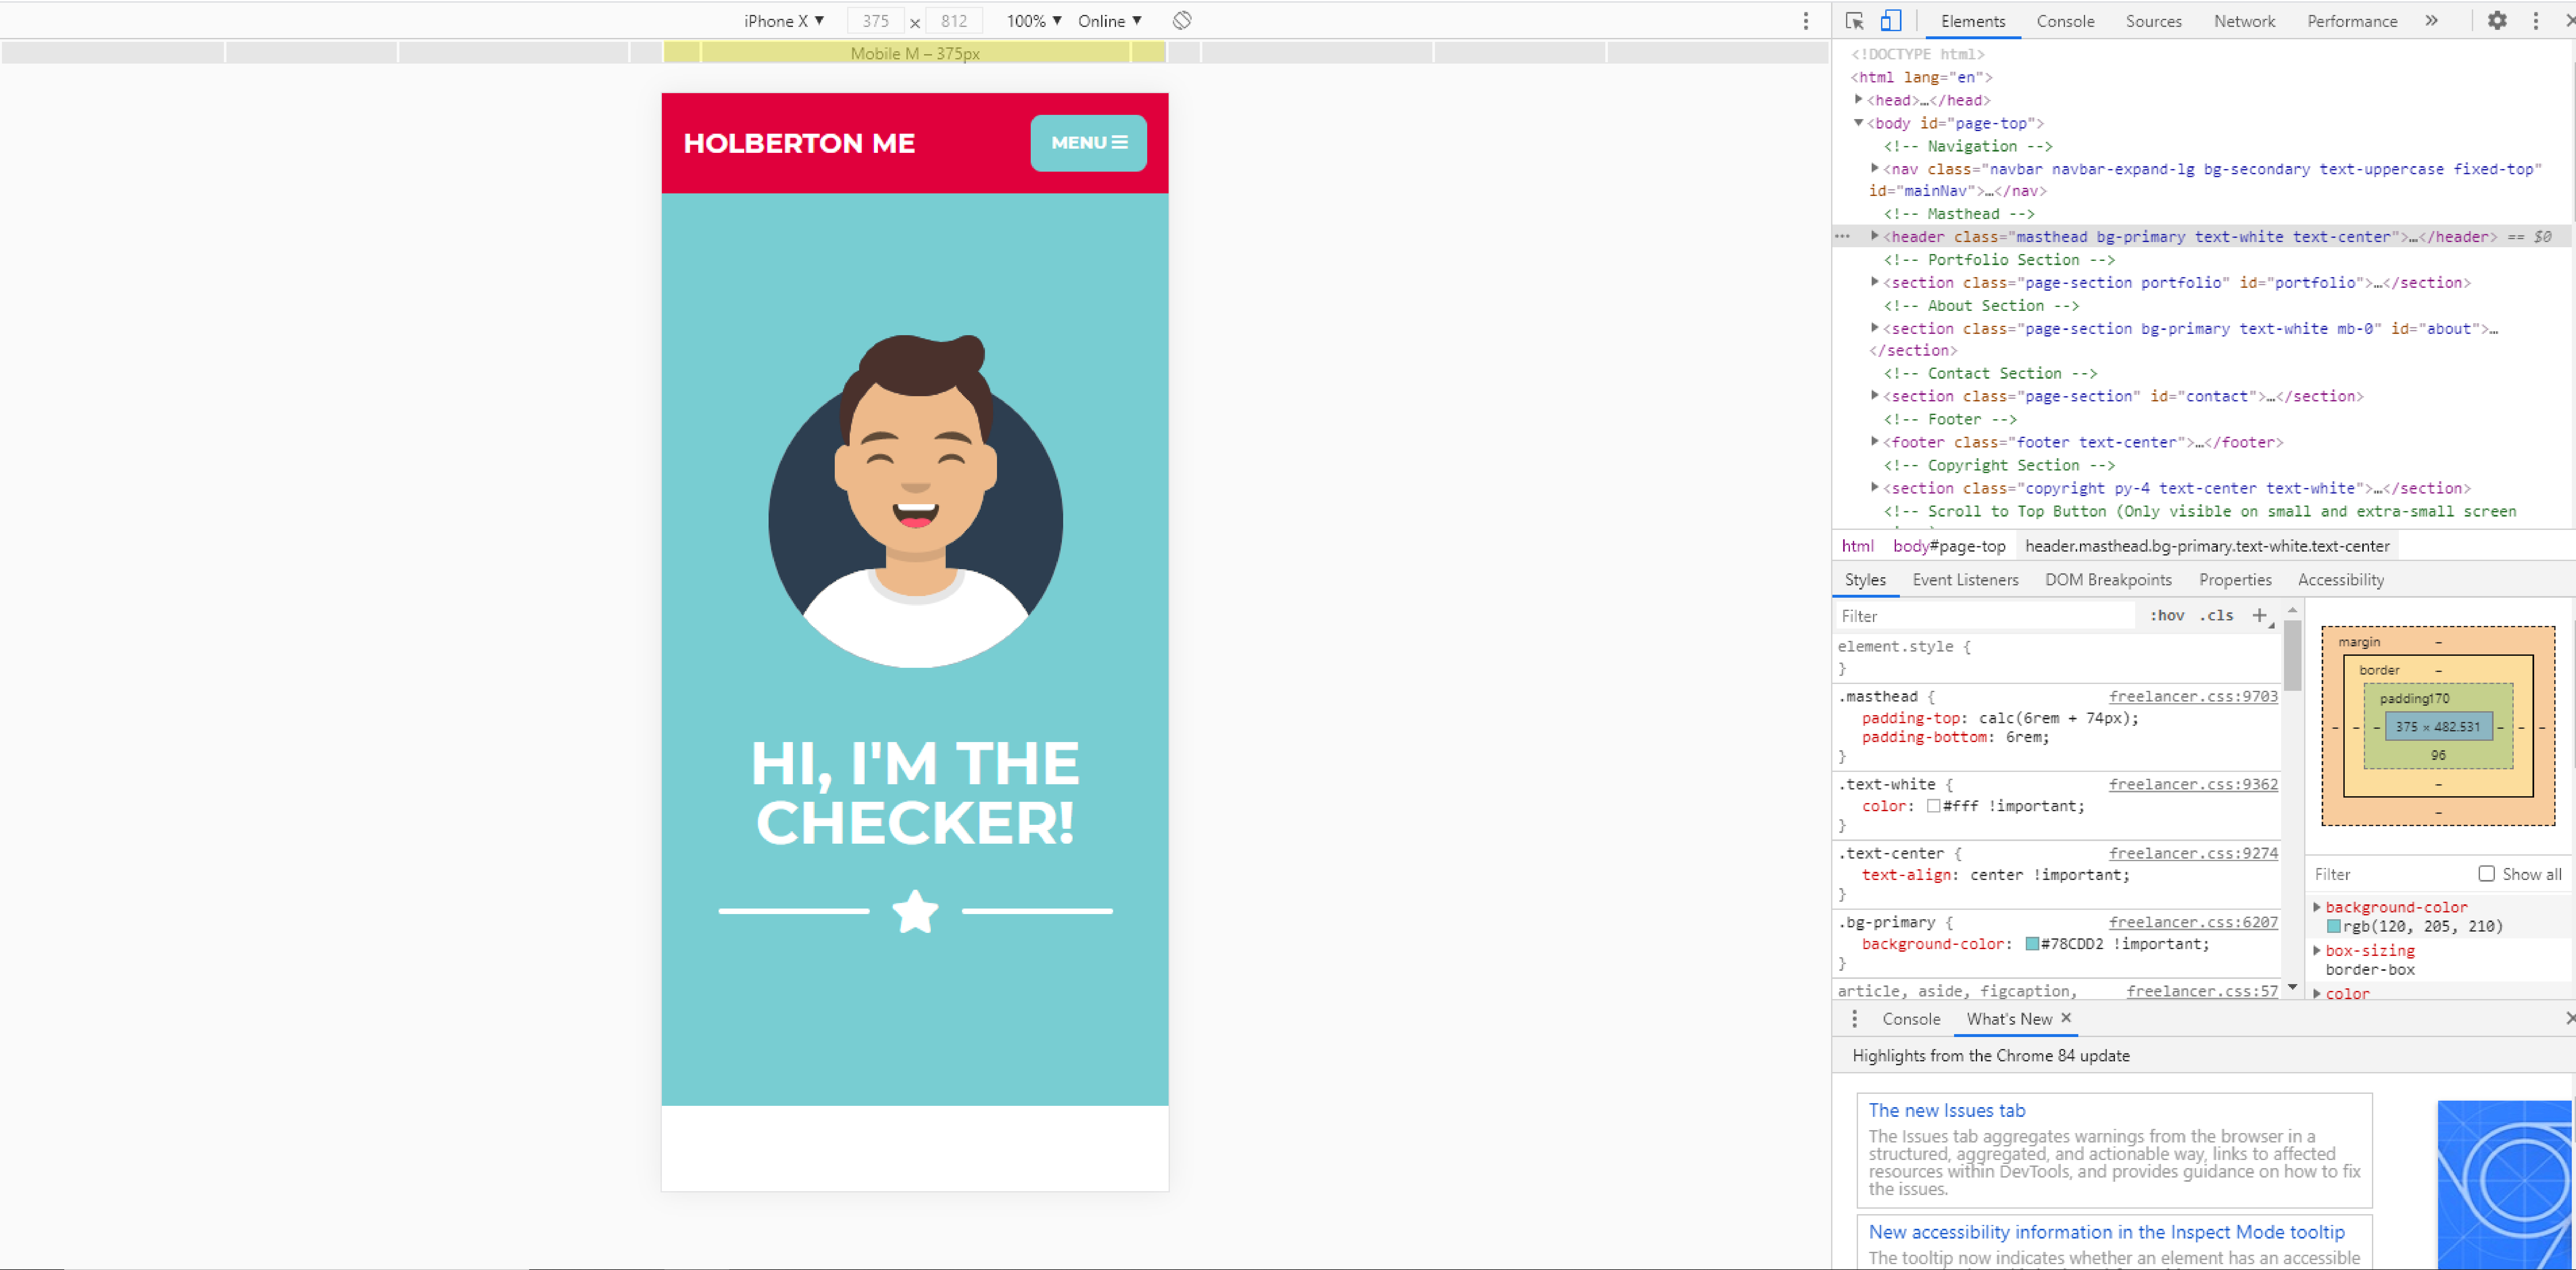 iPhone X ▼ 375 × 812 100% ▼ Online ▼
Mobile M – 375px
HOLBERTON ME MENU
HI, I'M THE
CHECKER!
Elements Console Sources Network Performance »
<!DOCTYPE html>
<html lang="en">
▶<head>…</head>
▼<body id="page-top">
<!-- Navigation -->
▶<nav class="navbar navbar-expand-lg bg-secondary text-uppercase fixed-top"
id="mainNav">…</nav>
<!-- Masthead -->
… ▶<header class="masthead bg-primary text-white text-center">…</header> == $0
<!-- Portfolio Section -->
▶<section class="page-section portfolio" id="portfolio">…</section>
<!-- About Section -->
▶<section class="page-section bg-primary text-white mb-0" id="about">…
</section>
<!-- Contact Section -->
▶<section class="page-section" id="contact">…</section>
<!-- Footer -->
▶<footer class="footer text-center">…</footer>
<!-- Copyright Section -->
▶<section class="copyright py-4 text-center text-white">…</section>
<!-- Scroll to Top Button (Only visible on small and extra-small screen
html body#page-top header.masthead.bg-primary.text-white.text-center
Styles Event Listeners DOM Breakpoints Properties Accessibility
Filter :hov .cls +
element.style {
}
.masthead { freelancer.css:9703
padding-top: calc(6rem + 74px);
padding-bottom: 6rem;
}
.text-white { freelancer.css:9362
color: #fff !important;
}
.text-center { freelancer.css:9274
text-align: center !important;
}
.bg-primary { freelancer.css:6207
background-color: #78CDD2 !important;
}
article, aside, figcaption, freelancer.css:57
margin –
border –
padding170
– – – 375 × 482.531 – – –
96
–
–
Filter Show all
▶ background-color
rgb(120, 205, 210)
▶ box-sizing
border-box
▶ color
Console What's New ×
Highlights from the Chrome 84 update
The new Issues tab
The Issues tab aggregates warnings from the browser in a
structured, aggregated, and actionable way, links to affected
resources within DevTools, and provides guidance on how to fix
the issues.
New accessibility information in the Inspect Mode tooltip
The tooltip now indicates whether an element has an accessible